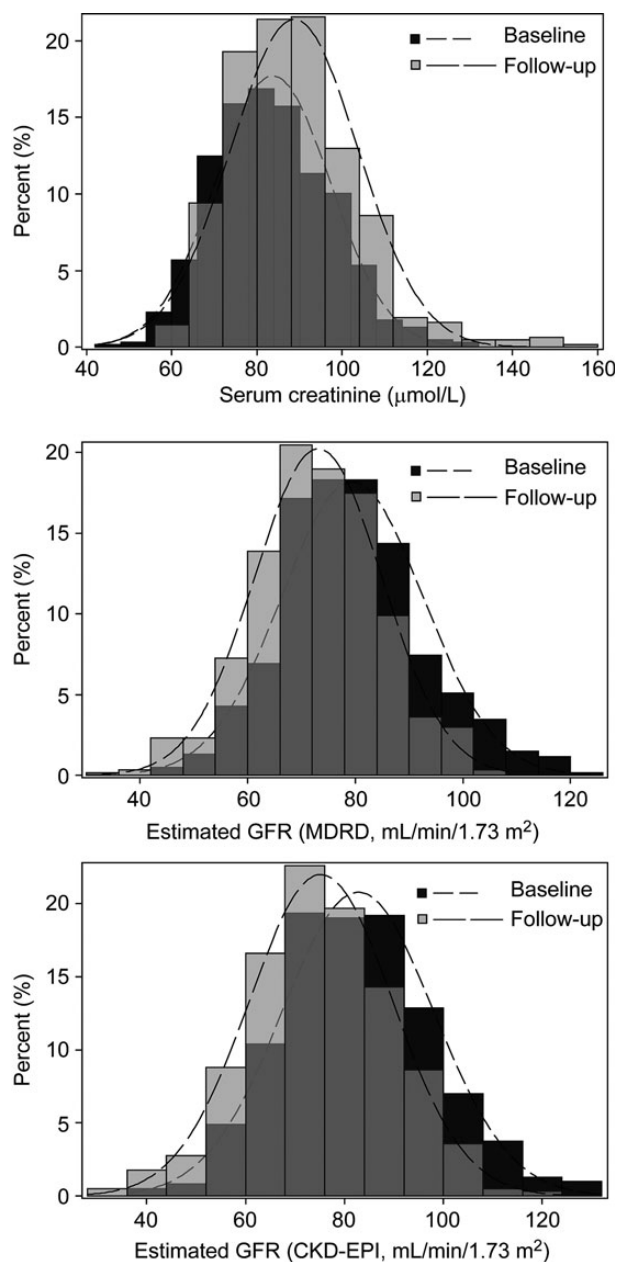 20
15
10
5
0
Percent (%)
Baseline
Follow-up
40 60 80 100 120 140 160
Serum creatinine (μmol/L)
20
15
10
5
0
Percent (%)
Baseline
Follow-up
40 60 80 100 120
Estimated GFR (MDRD, mL/min/1.73 m²)
20
15
10
5
0
Percent (%)
Baseline
Follow-up
40 60 80 100 120
Estimated GFR (CKD-EPI, mL/min/1.73 m²)